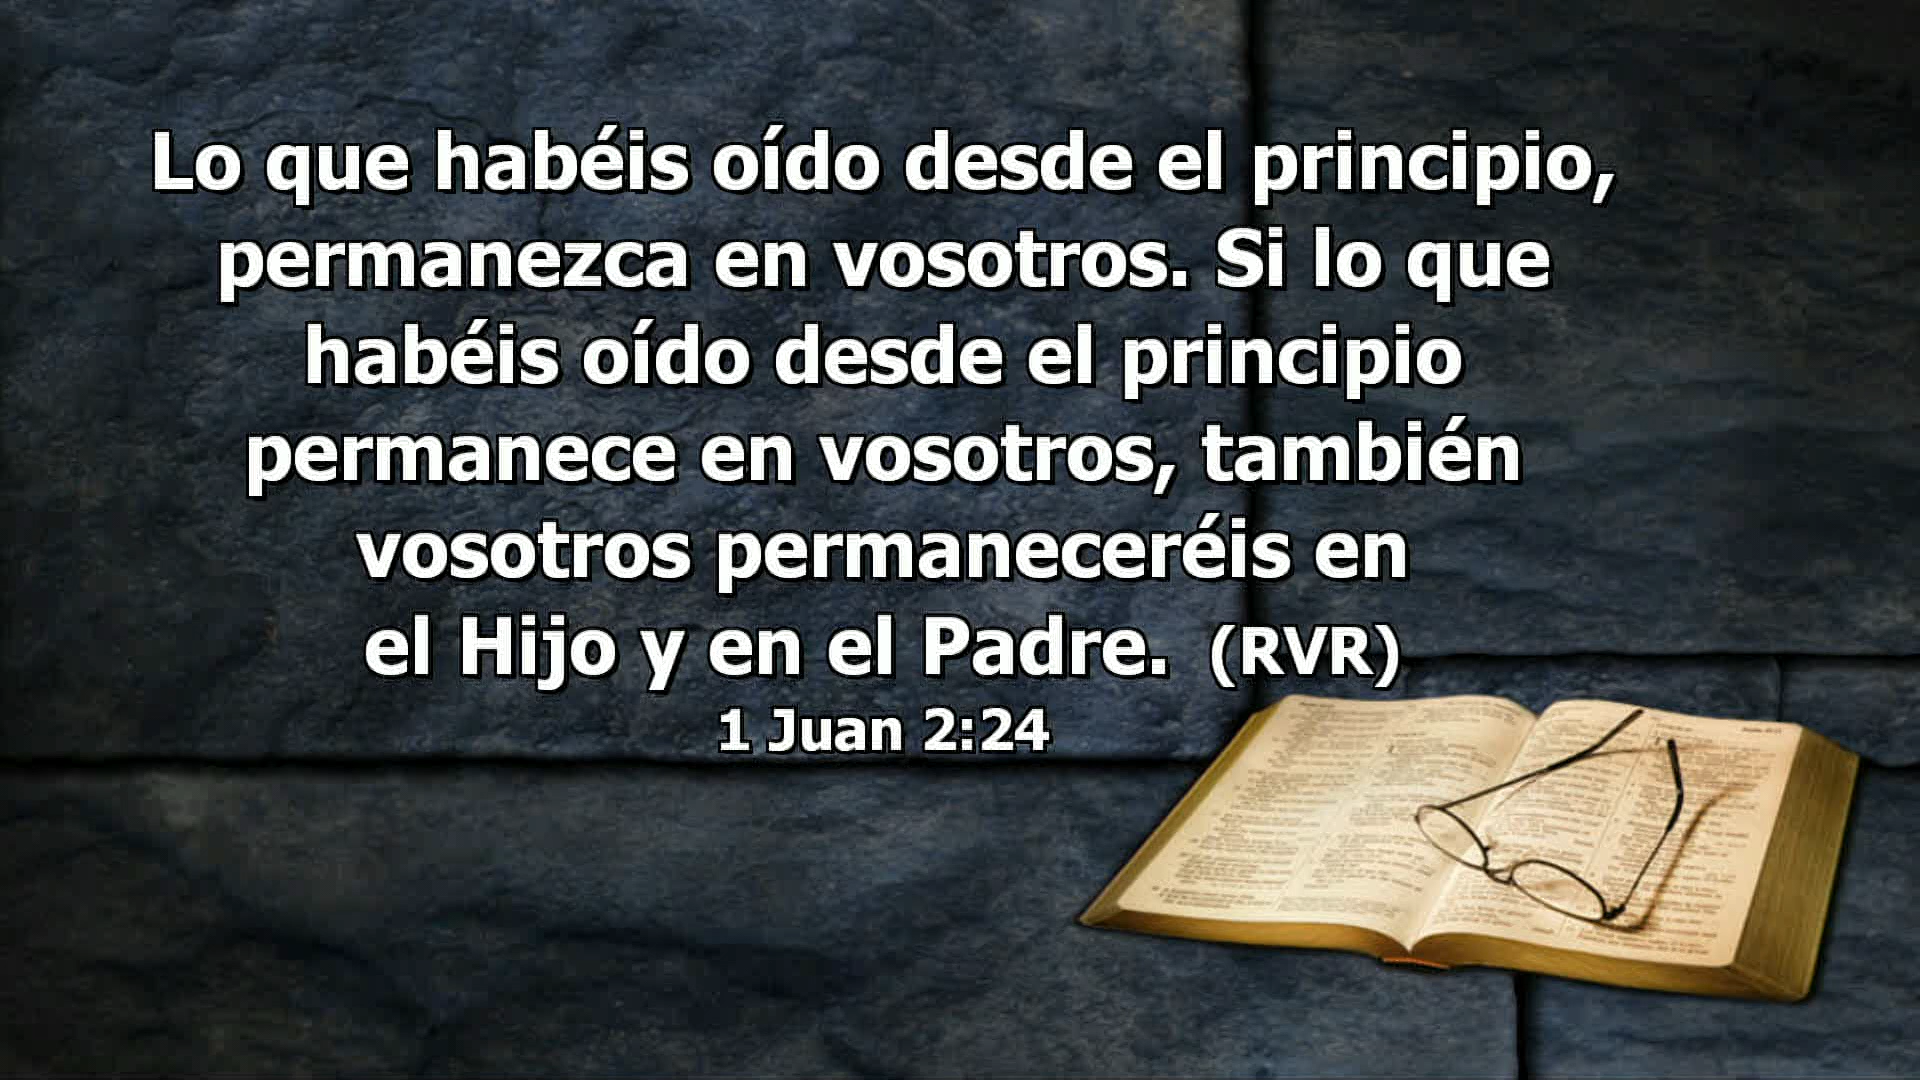 Lo que habéis oído desde el principio,
permanezca en vosotros. Si lo que
habéis oído desde el principio
permanece en vosotros, también
vosotros permaneceréis en
el Hijo y en el Padre. (RVR)
1 Juan 2:24